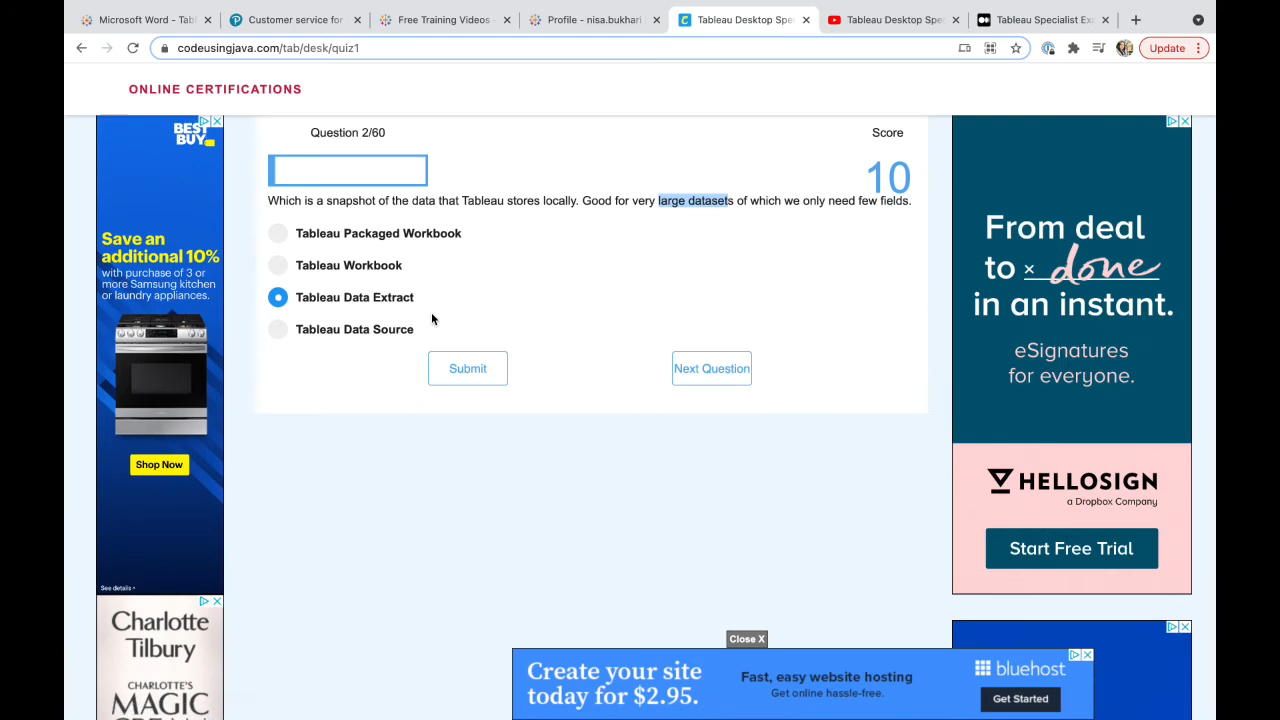 Microsoft Word - Tab
Customer service for
Free Training Videos -
Profile - nisa.bukhari
Tableau Desktop Spe
Tableau Desktop Spe
Tableau Specialist Ex
codeusingjava.com/tab/desk/quiz1
Update
ONLINE CERTIFICATIONS
Question 2/60
Score
10
Which is a snapshot of the data that Tableau stores locally. Good for very large datasets of which we only need few fields.
Tableau Packaged Workbook
Tableau Workbook
Tableau Data Extract
Tableau Data Source
Submit
Next Question
BEST
BUY
Save an
additional 10%
with purchase of 3 or
more Samsung kitchen
or laundry appliances.
Shop Now
See details
Charlotte
Tilbury
CHARLOTTE'S
MAGIC
From deal
to × done
in an instant.
eSignatures
for everyone.
HELLOSIGN
a Dropbox Company
Start Free Trial
Close X
Create your site
today for $2.95.
Fast, easy website hosting
Get online hassle-free.
bluehost
Get Started